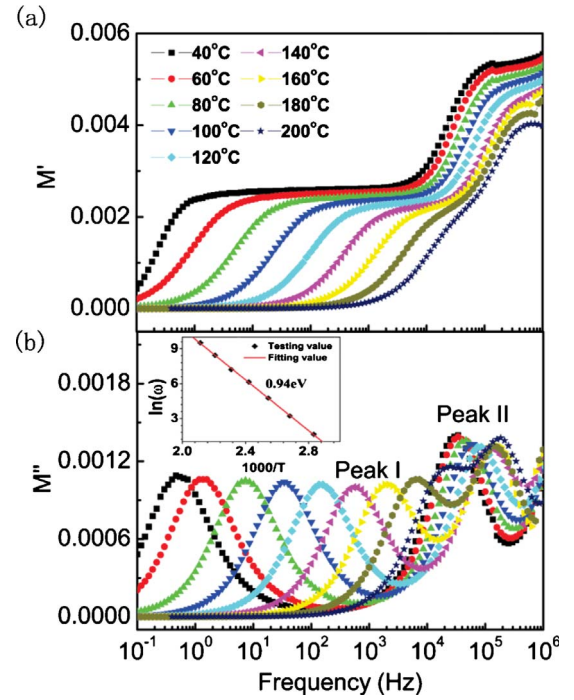 (a)
0.006
0.004
0.002
0.000
M'
40°C
60°C
80°C
100°C
120°C
140°C
160°C
180°C
200°C
(b)
0.0018
0.0012
0.0006
0.0000
M''
9
6
3
ln(ω)
Testing value
Fitting value
0.94eV
2.0 2.4 2.8
1000/T
Peak I
Peak II
10⁻¹ 10⁰ 10¹ 10² 10³ 10⁴ 10⁵ 10⁶
Frequency (Hz)